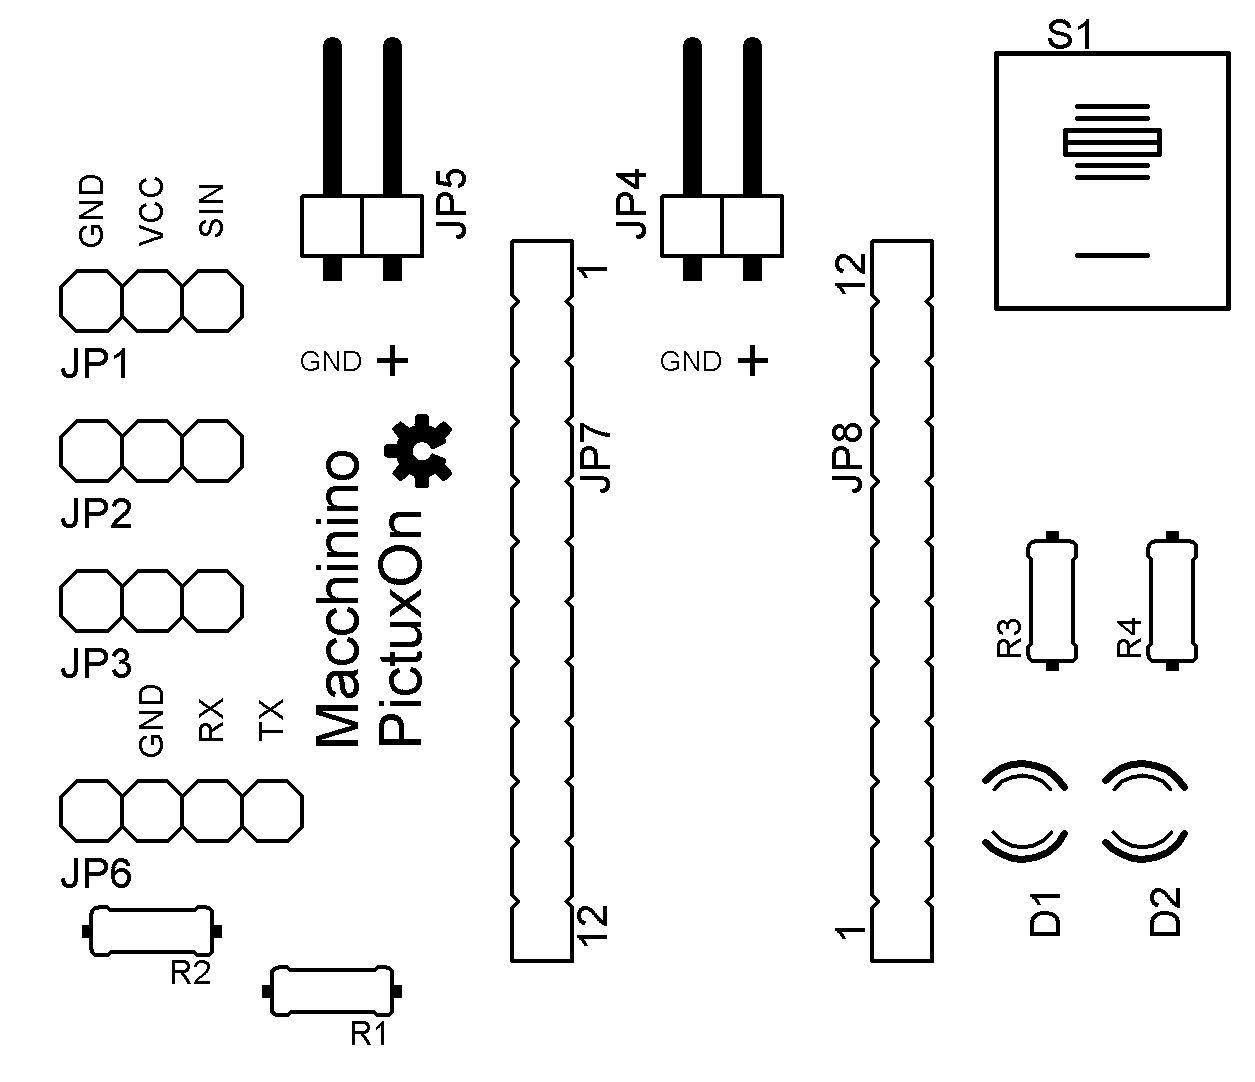 S1
GND
VCC
SIN
JP5
JP4
1
12
JP1
GND +
GND +
JP7
JP8
JP2
Macchinino
PictuxOn
JP3
R3
R4
GND
RX
TX
JP6
12
1
D1
D2
R2
R1